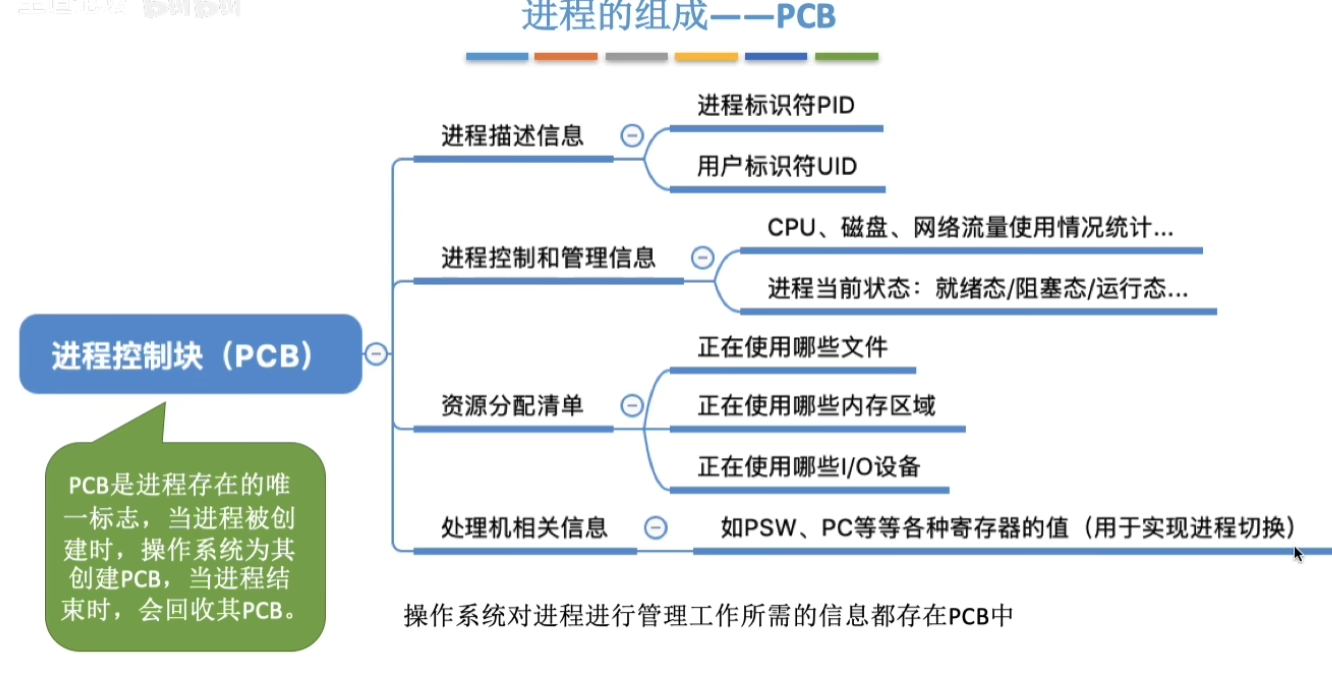 进程的组成——PCB
进程标识符PID
进程描述信息
用户标识符UID
CPU、磁盘、网络流量使用情况统计...
进程控制和管理信息
进程当前状态：就绪态/阻塞态/运行态...
进程控制块（PCB）
正在使用哪些文件
资源分配清单
正在使用哪些内存区域
正在使用哪些I/O设备
处理机相关信息
如PSW、PC等等各种寄存器的值（用于实现进程切换）
PCB是进程存在的唯
一标志，当进程被创
建时，操作系统为其
创建PCB，当进程结
束时，会回收其PCB。
操作系统对进程进行管理工作所需的信息都存在PCB中